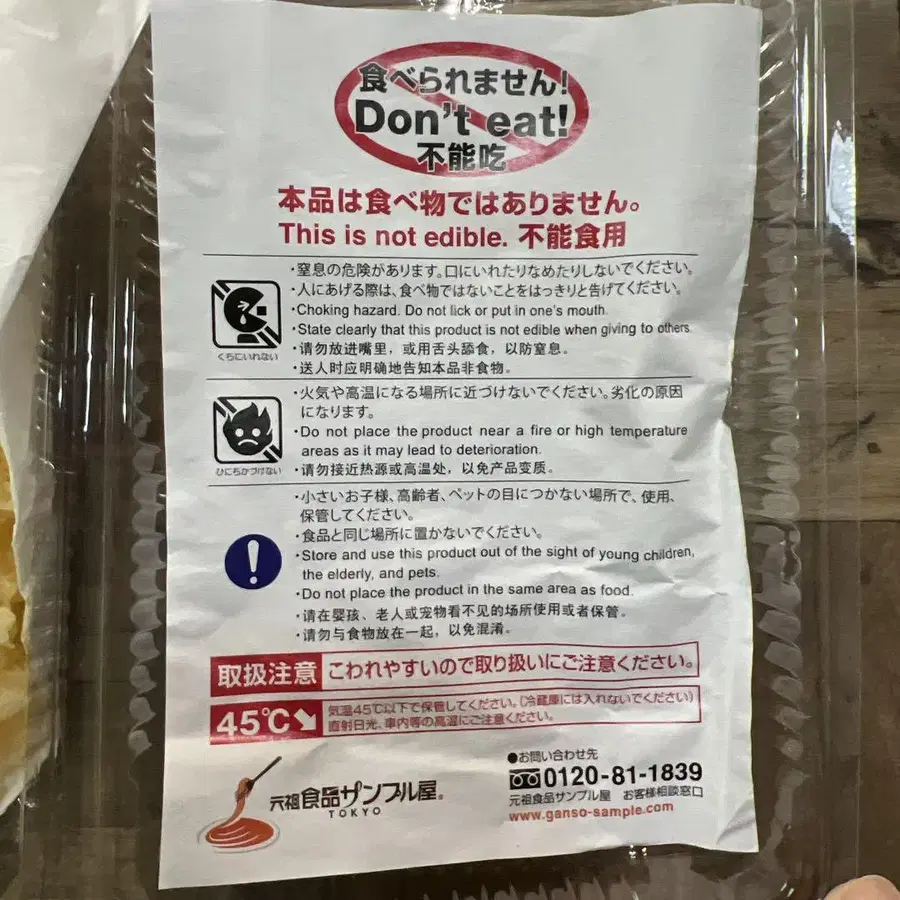 食べられません!
Don't eat!
不能吃
本品は食べ物ではありません。
This is not edible. 不能食用
・窒息の危険があります。口にいれたりなめたりしないでください。
・人にあげる際は、食べ物ではないことをはっきりと告げてください。
・Choking hazard. Do not lick or put in one's mouth.
・State clearly that this product is not edible when giving to others.
・请勿放进嘴里，或用舌头舔食，以防窒息。
・送人时应明确地告知本品非食物。
くちにいれない
・火気や高温になる場所に近づけないでください。劣化の原因
になります。
・Do not place the product near a fire or high temperature
areas as it may lead to deterioration.
・请勿接近热源或高温处，以免产品变质。
ひにちかづけない
・小さいお子様、高齢者、ペットの目につかない場所で、使用、
保管してください。
・食品と同じ場所に置かないでください。
・Store and use this product out of the sight of young children,
the elderly, and pets.
・Do not place the product in the same area as food.
・请在婴孩、老人或宠物看不见的场所使用或者保管。
・请勿与食物放在一起，以免混淆。
取扱注意 こわれやすいので取り扱いにご注意ください。
45℃ 気温45℃以下で保管してください。(冷蔵庫には入れないでください)
直射日光、車内等の高温にご注意ください。
元祖食品サンプル屋®
TOKYO
●お問い合わせ先
0120-81-1839
元祖食品サンプル屋 お客様相談窓口
www.ganso-sample.com